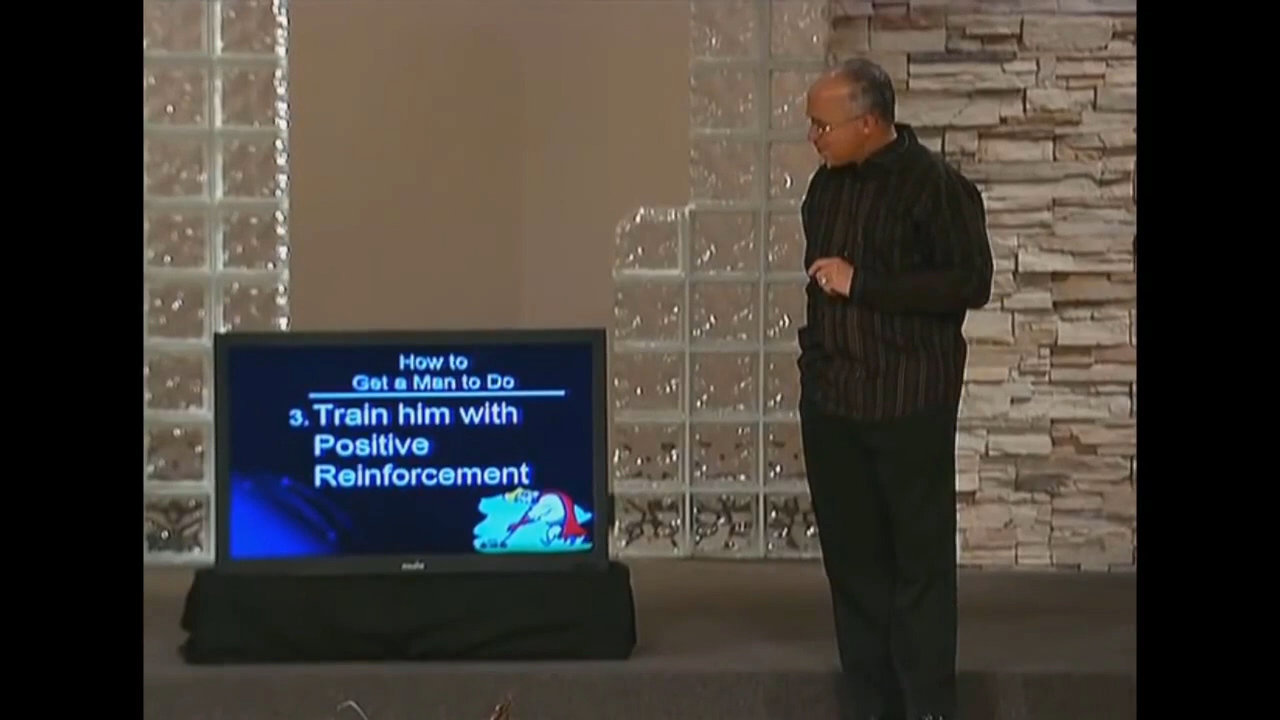 How to
Get a Man to Do
3. Train him with
Positive
Reinforcement